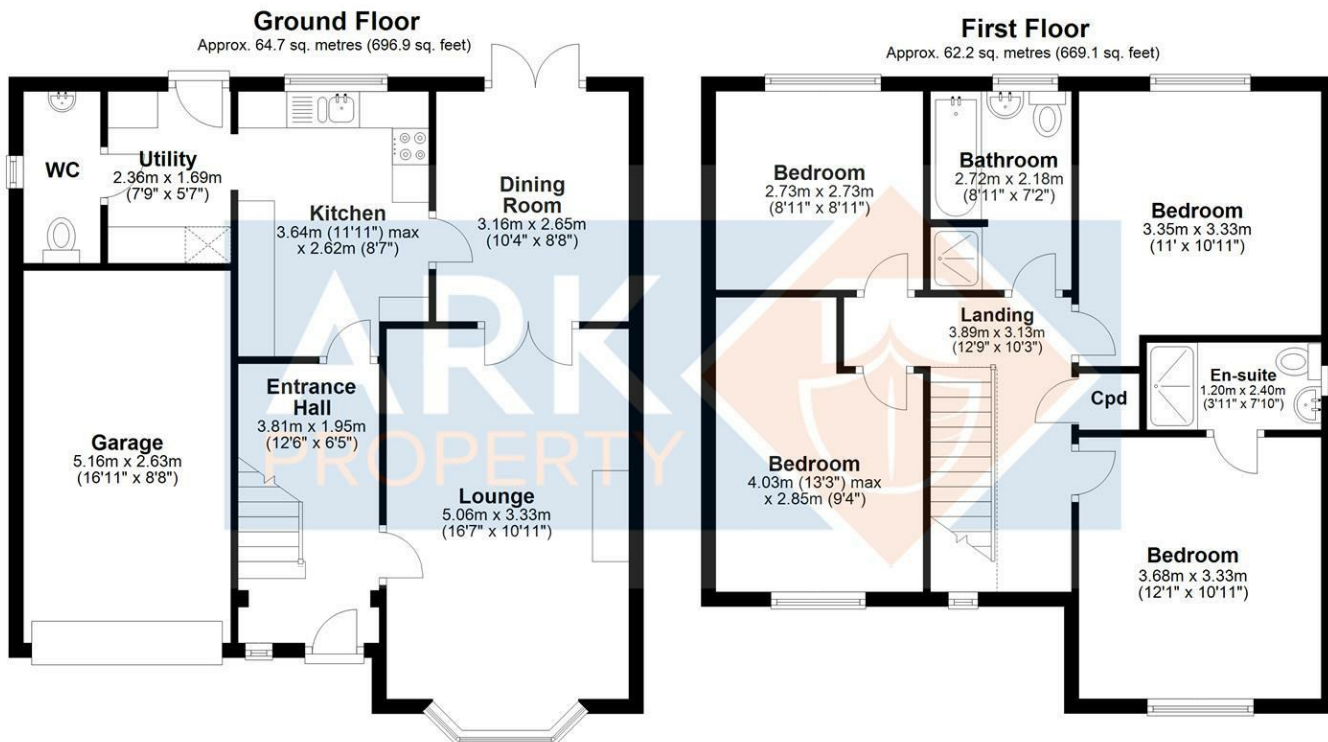 Ground Floor
Approx. 64.7 sq. metres (696.9 sq. feet)
WC
Utility
2.36m x 1.69m
(7'9" x 5'7")
Kitchen
3.64m (11'11") max
x 2.62m (8'7")
Dining
Room
3.16m x 2.65m
(10'4" x 8'8")
Garage
5.16m x 2.63m
(16'11" x 8'8")
Entrance
Hall
3.81m x 1.95m
(12'6" x 6'5")
Lounge
5.06m x 3.33m
(16'7" x 10'11")
First Floor
Approx. 62.2 sq. metres (669.1 sq. feet)
Bedroom
2.73m x 2.73m
(8'11" x 8'11")
Bathroom
2.72m x 2.18m
(8'11" x 7'2")
Bedroom
3.35m x 3.33m
(11' x 10'11")
Landing
3.89m x 3.13m
(12'9" x 10'3")
En-suite
1.20m x 2.40m
(3'11" x 7'10")
Cpd
Bedroom
4.03m (13'3") max
x 2.85m (9'4")
Bedroom
3.68m x 3.33m
(12'1" x 10'11")
ARK
PROPERTY